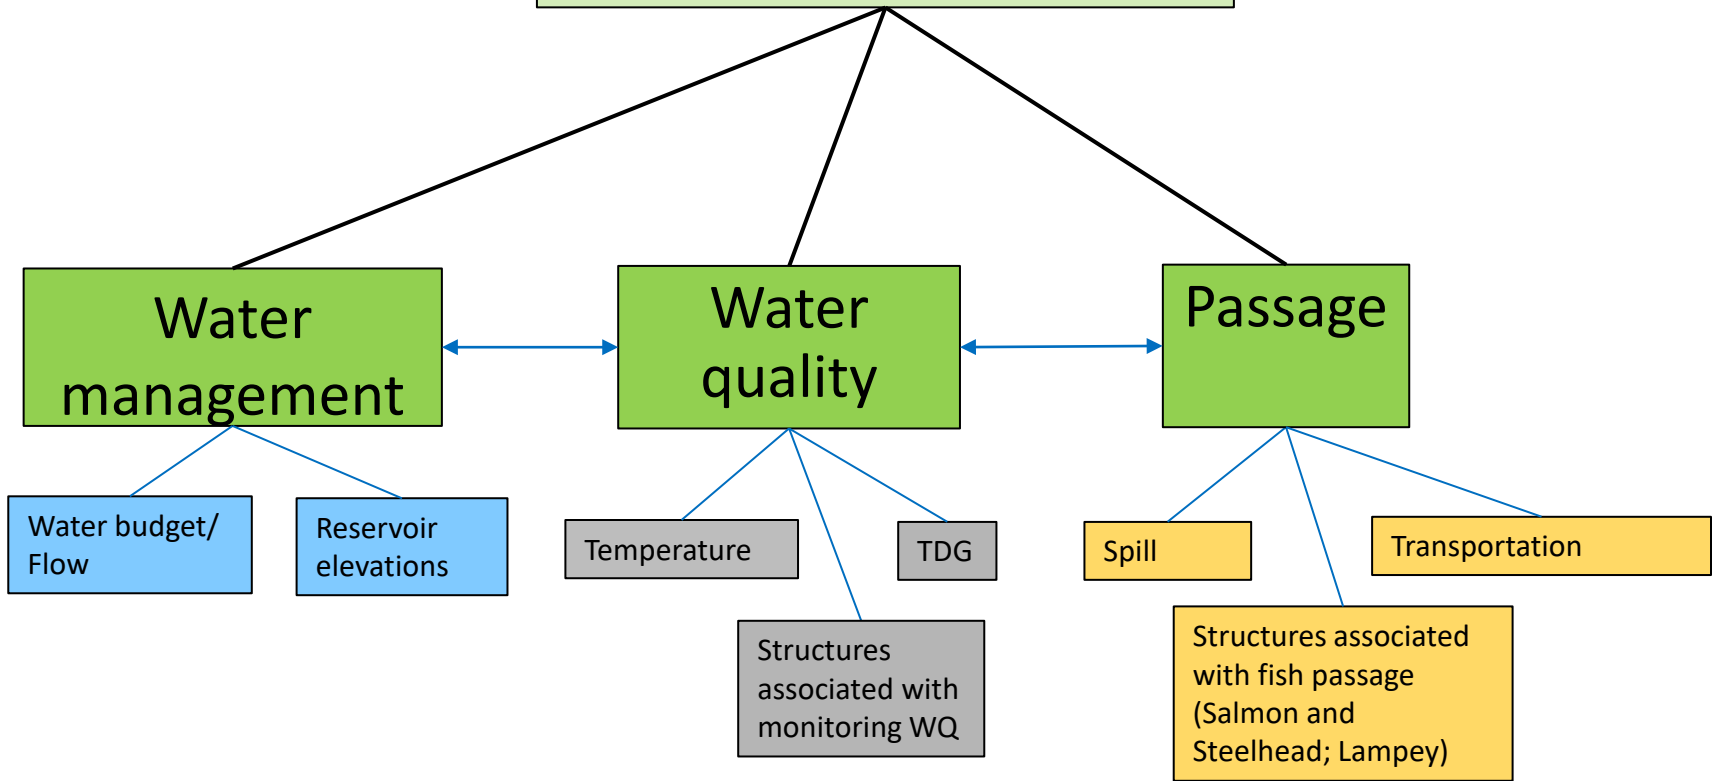 Water
management
Water
quality
Passage
Water budget/
Flow
Reservoir
elevations
Temperature
TDG
Structures
associated with
monitoring WQ
Spill
Transportation
Structures associated
with fish passage
(Salmon and
Steelhead; Lampey)